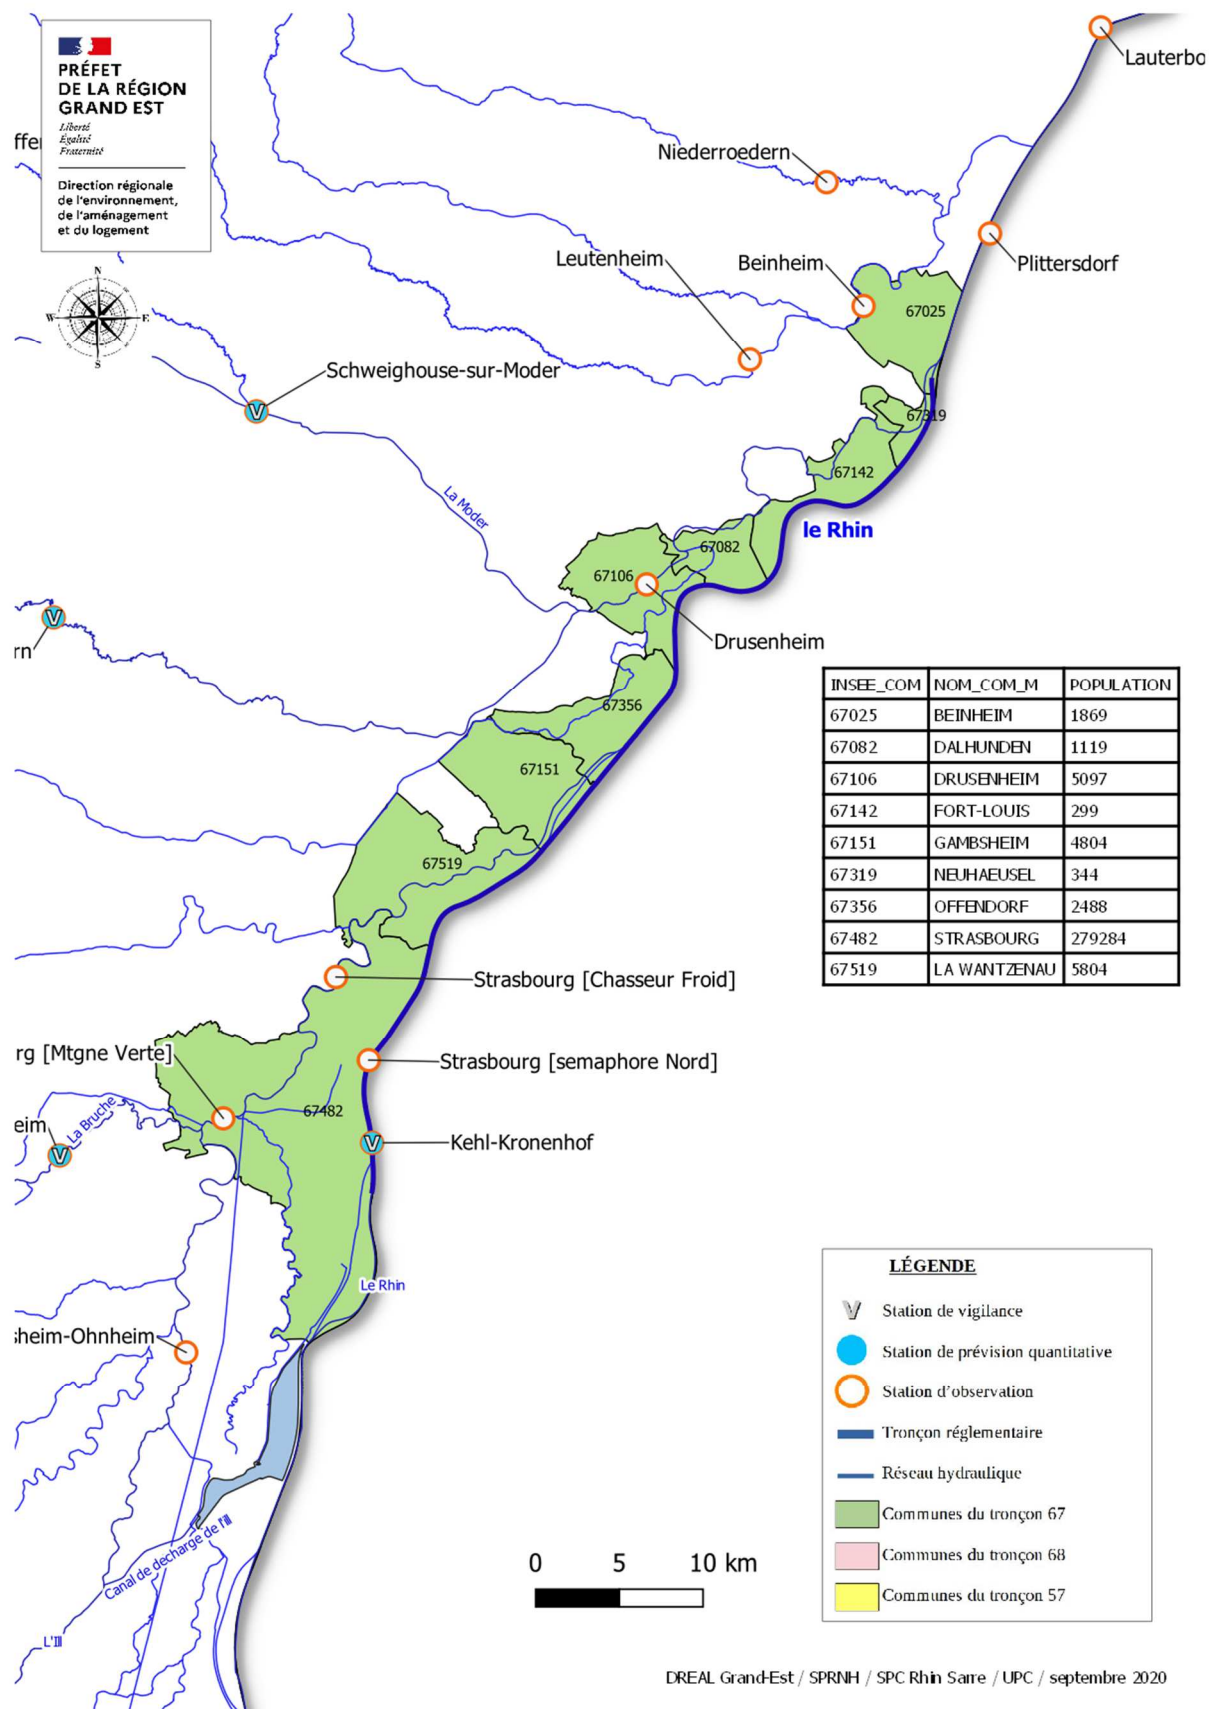 PRÉFET
DE LA RÉGION
GRAND EST
Liberté
Égalité
Fraternité
Direction régionale
de l'environnement,
de l'aménagement
et du logement
N
W
E
S
Lauterbo
Niederroedern
Leutenheim
Beinheim
Plittersdorf
67025
Schweighouse-sur-Moder
V
67319
67142
La Moder
le Rhin
67082
67106
V
rn
Drusenheim
67356
67151
67519
INSEE_COM NOM_COM_M POPULATION
67025 BEINHEIM 1869
67082 DALHUNDEN 1119
67106 DRUSENHEIM 5097
67142 FORT-LOUIS 299
67151 GAMBSHEIM 4804
67319 NEUHAEUSEL 344
67356 OFFENDORF 2488
67482 STRASBOURG 279284
67519 LA WANTZENAU 5804
Strasbourg [Chasseur Froid]
rg [Mtgne Verte]
Strasbourg [semaphore Nord]
67482
eim
La Bruche
V
V
Kehl-Kronenhof
Le Rhin
sheim-Ohnheim
Canal de decharge de l'Ill
L'Ill
LÉGENDE
V Station de vigilance
Station de prévision quantitative
Station d'observation
Tronçon réglementaire
Réseau hydraulique
Communes du tronçon 67
Communes du tronçon 68
Communes du tronçon 57
0 5 10 km
DREAL Grand-Est / SPRNH / SPC Rhin Sarre / UPC / septembre 2020